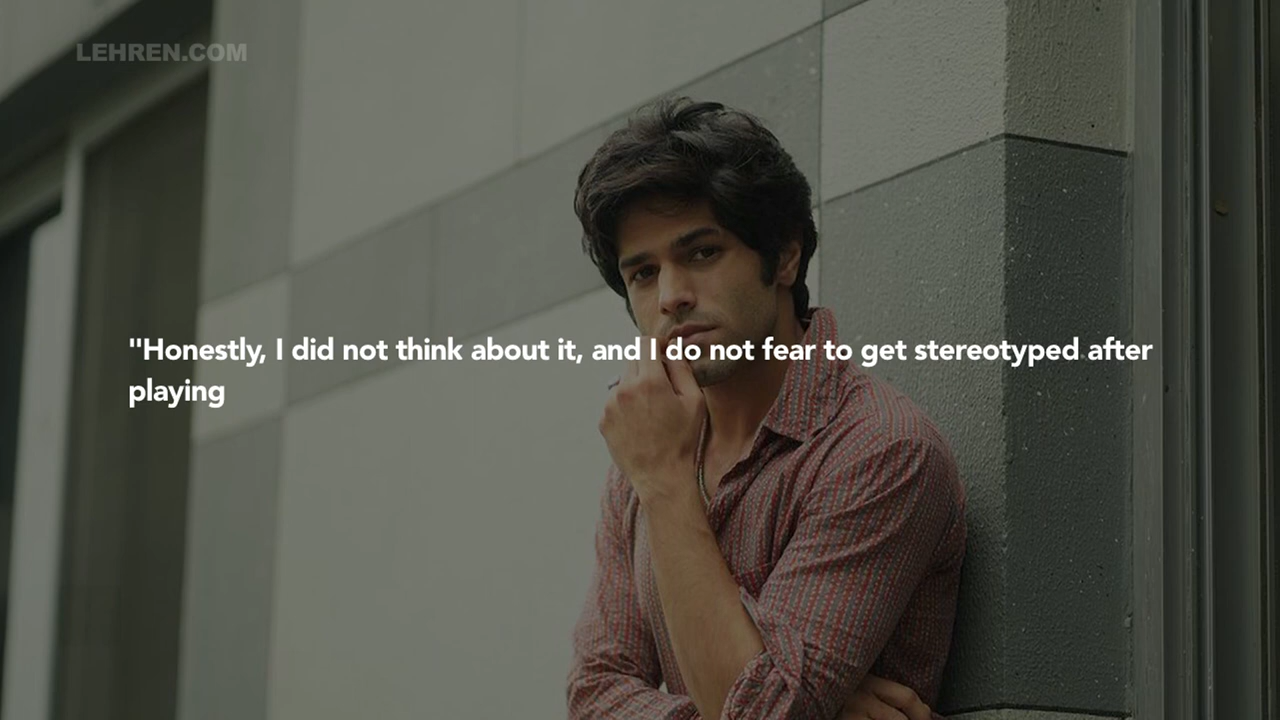 LEHREN.COM
"Honestly, I did not think about it, and I do not fear to get stereotyped after
playing